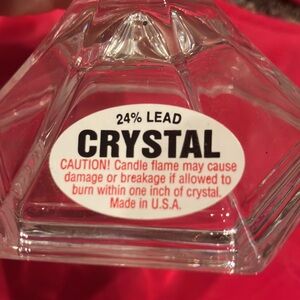 24% LEAD
CRYSTAL
CAUTION! Candle flame may cause
damage or breakage if allowed to
burn within one inch of crystal.
Made in U.S.A.